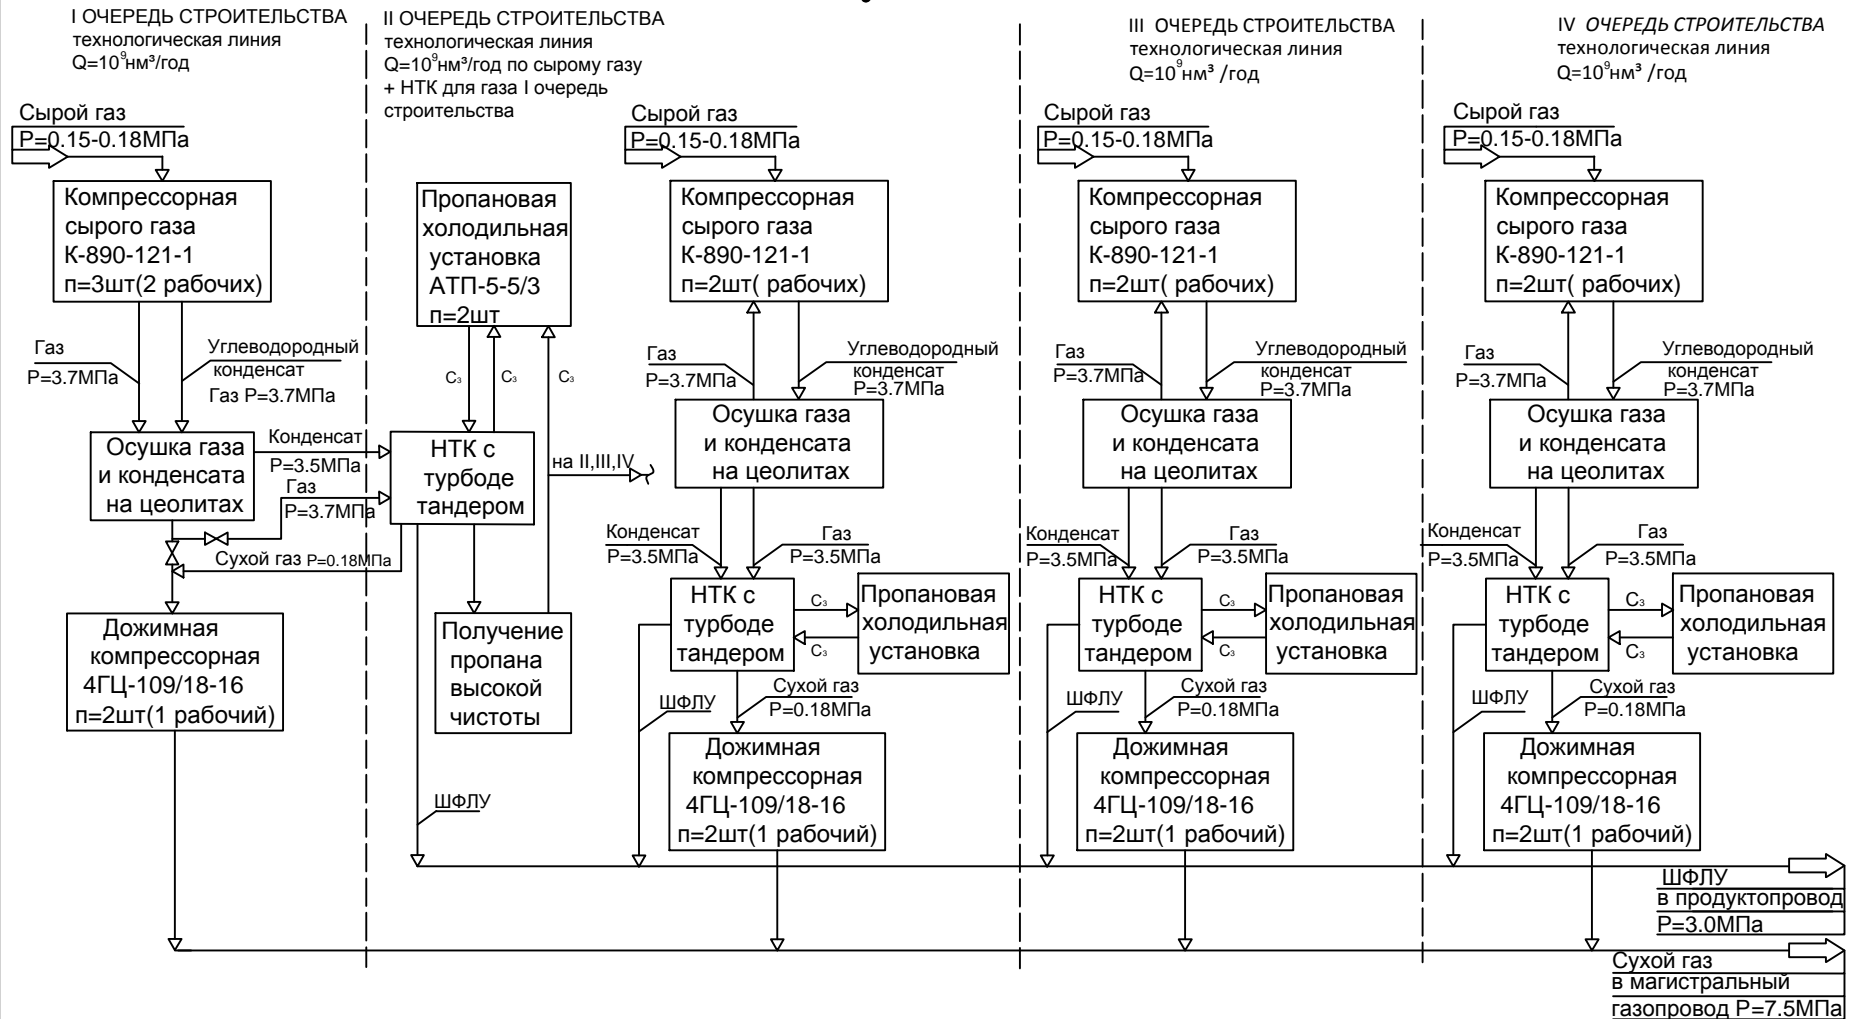 I ОЧЕРЕДЬ СТРОИТЕЛЬСТВА
технологическая линия
Q=10⁹нм³/год
II ОЧЕРЕДЬ СТРОИТЕЛЬСТВА
технологическая линия
Q=10⁹нм³/год по сырому газу
+ НТК для газа I очередь
строительства
III ОЧЕРЕДЬ СТРОИТЕЛЬСТВА
технологическая линия
Q=10⁹нм³ /год
IV ОЧЕРЕДЬ СТРОИТЕЛЬСТВА
технологическая линия
Q=10⁹нм³ /год
Сырой газ
Р=0.15-0.18МПа
Компрессорная
сырого газа
К-890-121-1
п=3шт(2 рабочих)
Газ
Р=3.7МПа
Углеводородный
конденсат
Газ Р=3.7МПа
Осушка газа
и конденсата
на цеолитах
Конденсат
Р=3.5МПа
Газ
Р=3.7МПа
Сухой газ Р=0.18МПа
Дожимная
компрессорная
4ГЦ-109/18-16
п=2шт(1 рабочий)
Пропановая
холодильная
установка
АТП-5-5/3
п=2шт
С₃
С₃
С₃
НТК с
турбоде
тандером
на II,III,IV
Получение
пропана
высокой
чистоты
ШФЛУ
Сырой газ
Р=0.15-0.18МПа
Компрессорная
сырого газа
К-890-121-1
п=2шт( рабочих)
Газ
Р=3.7МПа
Углеводородный
конденсат
Р=3.7МПа
Осушка газа
и конденсата
на цеолитах
Конденсат
Р=3.5МПа
Газ
Р=3.5МПа
НТК с
турбоде
тандером
С₃
С₃
Пропановая
холодильная
установка
ШФЛУ
Сухой газ
Р=0.18МПа
Дожимная
компрессорная
4ГЦ-109/18-16
п=2шт(1 рабочий)
Сырой газ
Р=0.15-0.18МПа
Компрессорная
сырого газа
К-890-121-1
п=2шт( рабочих)
Газ
Р=3.7МПа
Углеводородный
конденсат
Р=3.7МПа
Осушка газа
и конденсата
на цеолитах
Конденсат
Р=3.5МПа
Газ
Р=3.5МПа
НТК с
турбоде
тандером
С₃
С₃
Пропановая
холодильная
установка
ШФЛУ
Сухой газ
Р=0.18МПа
Дожимная
компрессорная
4ГЦ-109/18-16
п=2шт(1 рабочий)
Сырой газ
Р=0.15-0.18МПа
Компрессорная
сырого газа
К-890-121-1
п=2шт( рабочих)
Газ
Р=3.7МПа
Углеводородный
конденсат
Р=3.7МПа
Осушка газа
и конденсата
на цеолитах
Конденсат
Р=3.5МПа
Газ
Р=3.5МПа
НТК с
турбоде
тандером
С₃
С₃
Пропановая
холодильная
установка
ШФЛУ
Сухой газ
Р=0.18МПа
Дожимная
компрессорная
4ГЦ-109/18-16
п=2шт(1 рабочий)
ШФЛУ
в продуктопровод
Р=3.0МПа
Сухой газ
в магистральный
газопровод Р=7.5МПа